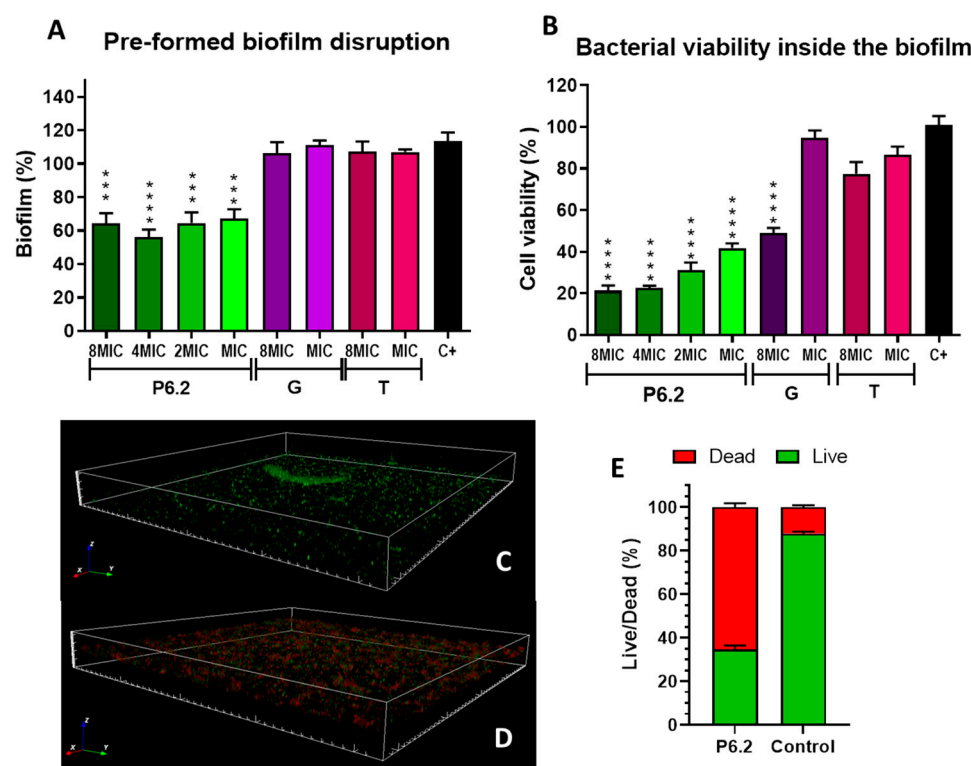 A
Pre-formed biofilm disruption
Biofilm (%)
140
120
100
80
60
40
20
0
***
****
***
***
8MIC 4MIC 2MIC MIC 8MIC MIC 8MIC MIC C+
P6.2 G T
B
Bacterial viability inside the biofilm
Cell viability (% )
120
100
80
60
40
20
0
****
****
****
****
****
8MIC 4MIC 2MIC MIC 8MIC MIC 8MIC MIC C+
P6.2 G T
Z
X Y
C
Z
X Y
D
E
Dead Live
Live/Dead (%)
100
80
60
40
20
0
P6.2 Control